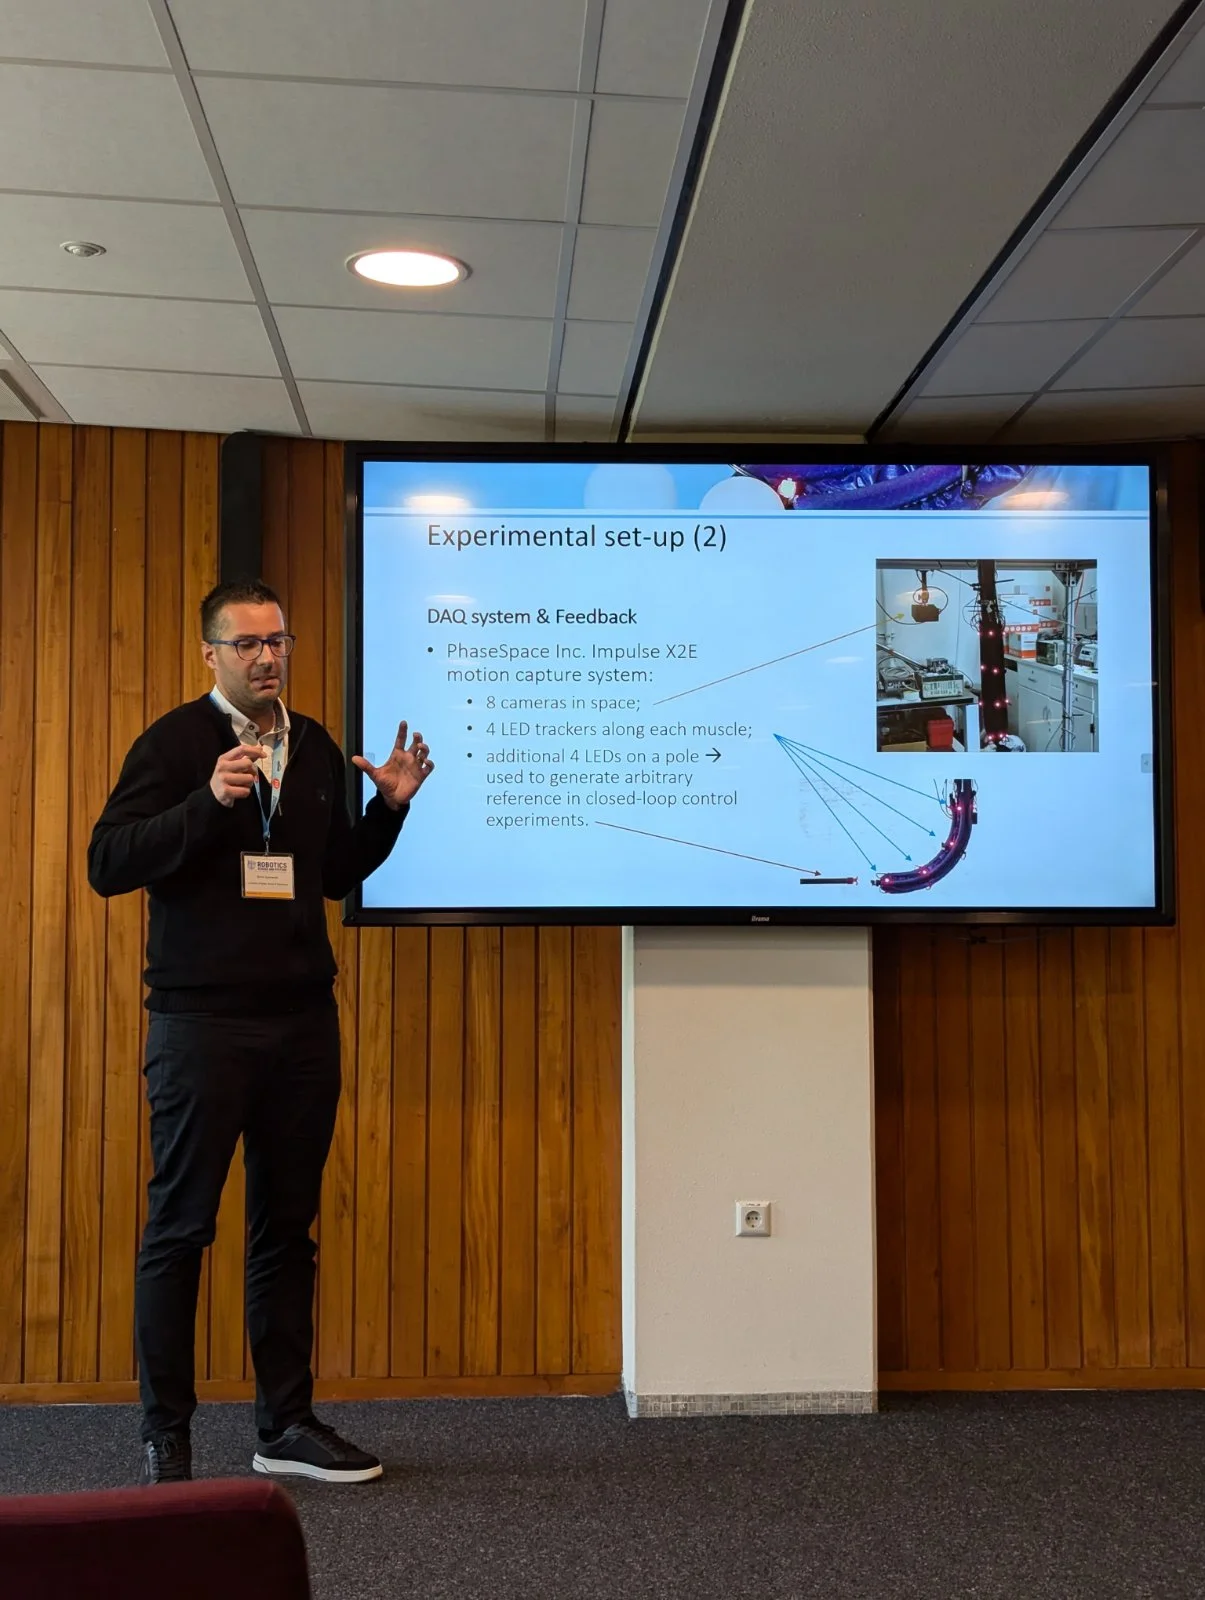 Experimental set-up (2)
DAQ system & Feedback
• PhaseSpace Inc. Impulse X2E
motion capture system:
• 8 cameras in space;
• 4 LED trackers along each muscle;
• additional 4 LEDs on a pole →
used to generate arbitrary
reference in closed-loop control
experiments.
ROBOTICS
iiyama